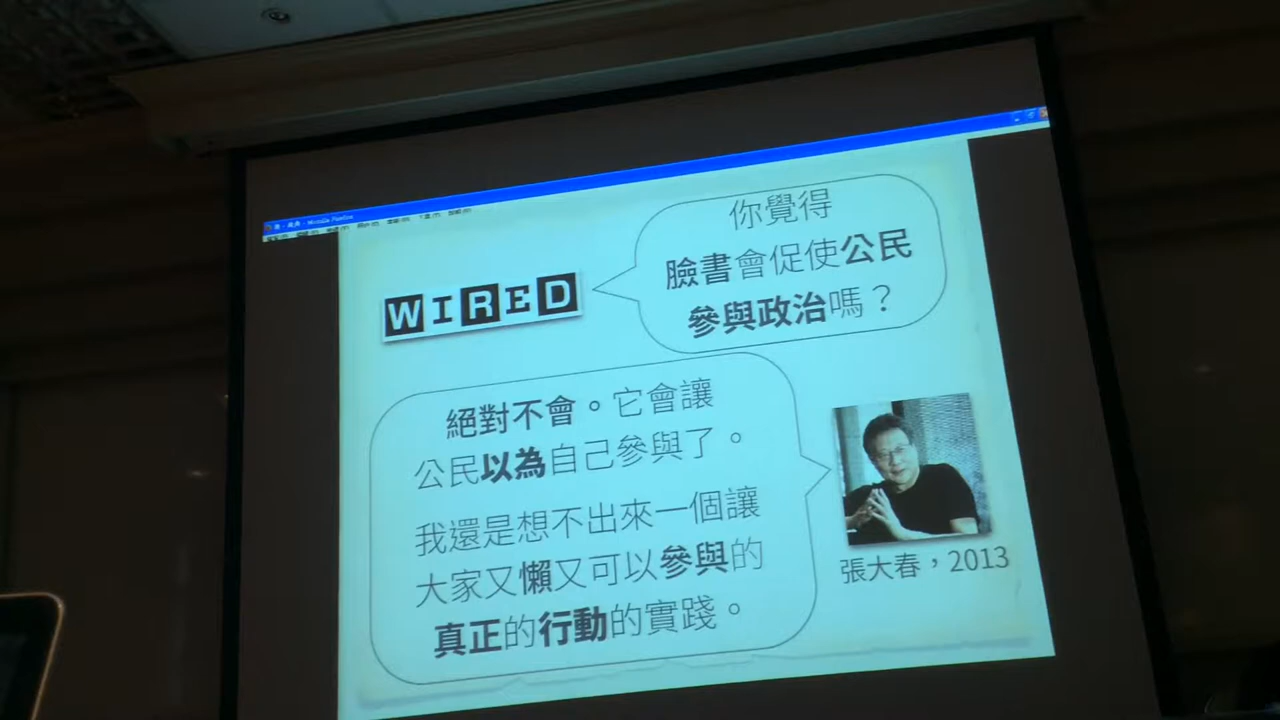 你覺得
臉書會促使公民
參與政治嗎？
WIRED
絕對不會。它會讓
公民以為自己參與了。
我還是想不出來一個讓
大家又懶又可以參與的
真正的行動的實踐。
張大春，2013